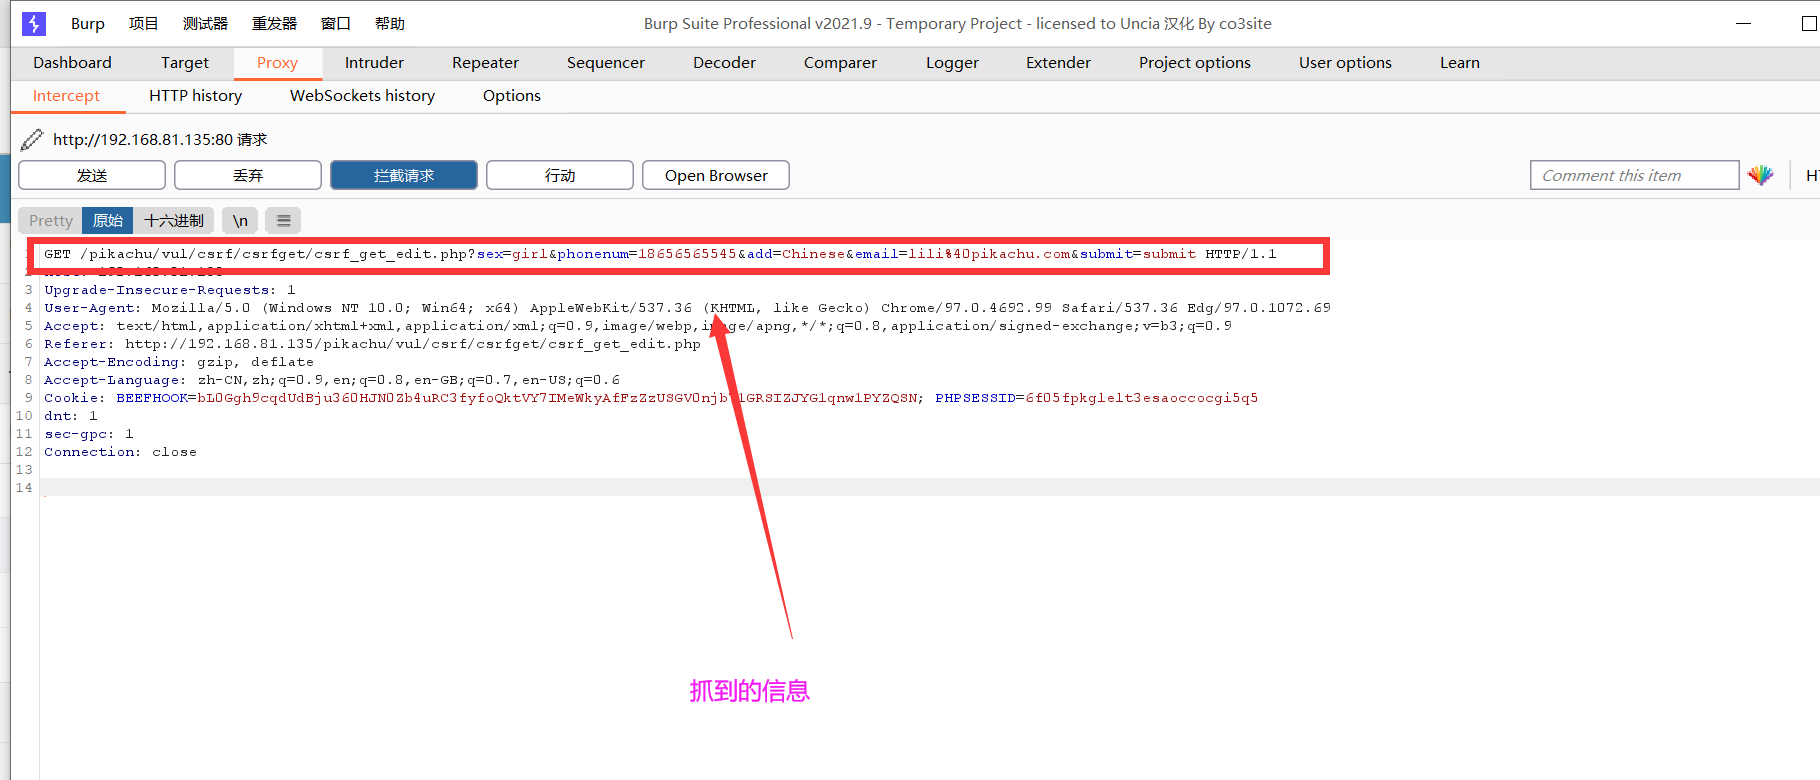 Burp 项目 测试器 重发器 窗口 帮助 Burp Suite Professional v2021.9 - Temporary Project - licensed to Uncia 汉化 By co3site
Dashboard Target Proxy Intruder Repeater Sequencer Decoder Comparer Logger Extender Project options User options Learn
Intercept HTTP history WebSockets history Options
http://192.168.81.135:80 请求
发送 丢弃 拦截请求 行动 Open Browser Comment this item
Pretty 原始 十六进制 \n
GET /pikachu/vul/csrf/csrfget/csrf_get_edit.php?sex=girl&phonenum=18656565545&add=Chinese&email=lili%40pikachu.com&submit=submit HTTP/1.1
3 Upgrade-Insecure-Requests: 1
4 User-Agent: Mozilla/5.0 (Windows NT 10.0; Win64; x64) AppleWebKit/537.36 (KHTML, like Gecko) Chrome/97.0.4692.99 Safari/537.36 Edg/97.0.1072.69
5 Accept: text/html,application/xhtml+xml,application/xml;q=0.9,image/webp,image/apng,*/*;q=0.8,application/signed-exchange;v=b3;q=0.9
6 Referer: http://192.168.81.135/pikachu/vul/csrf/csrfget/csrf_get_edit.php
7 Accept-Encoding: gzip, deflate
8 Accept-Language: zh-CN,zh;q=0.9,en;q=0.8,en-GB;q=0.7,en-US;q=0.6
9 Cookie: PHPSESSID=6f05fpkglelt3esaoccocgi5q5
10 dnt: 1
11 sec-gpc: 1
12 Connection: close
13
14
抓到的信息